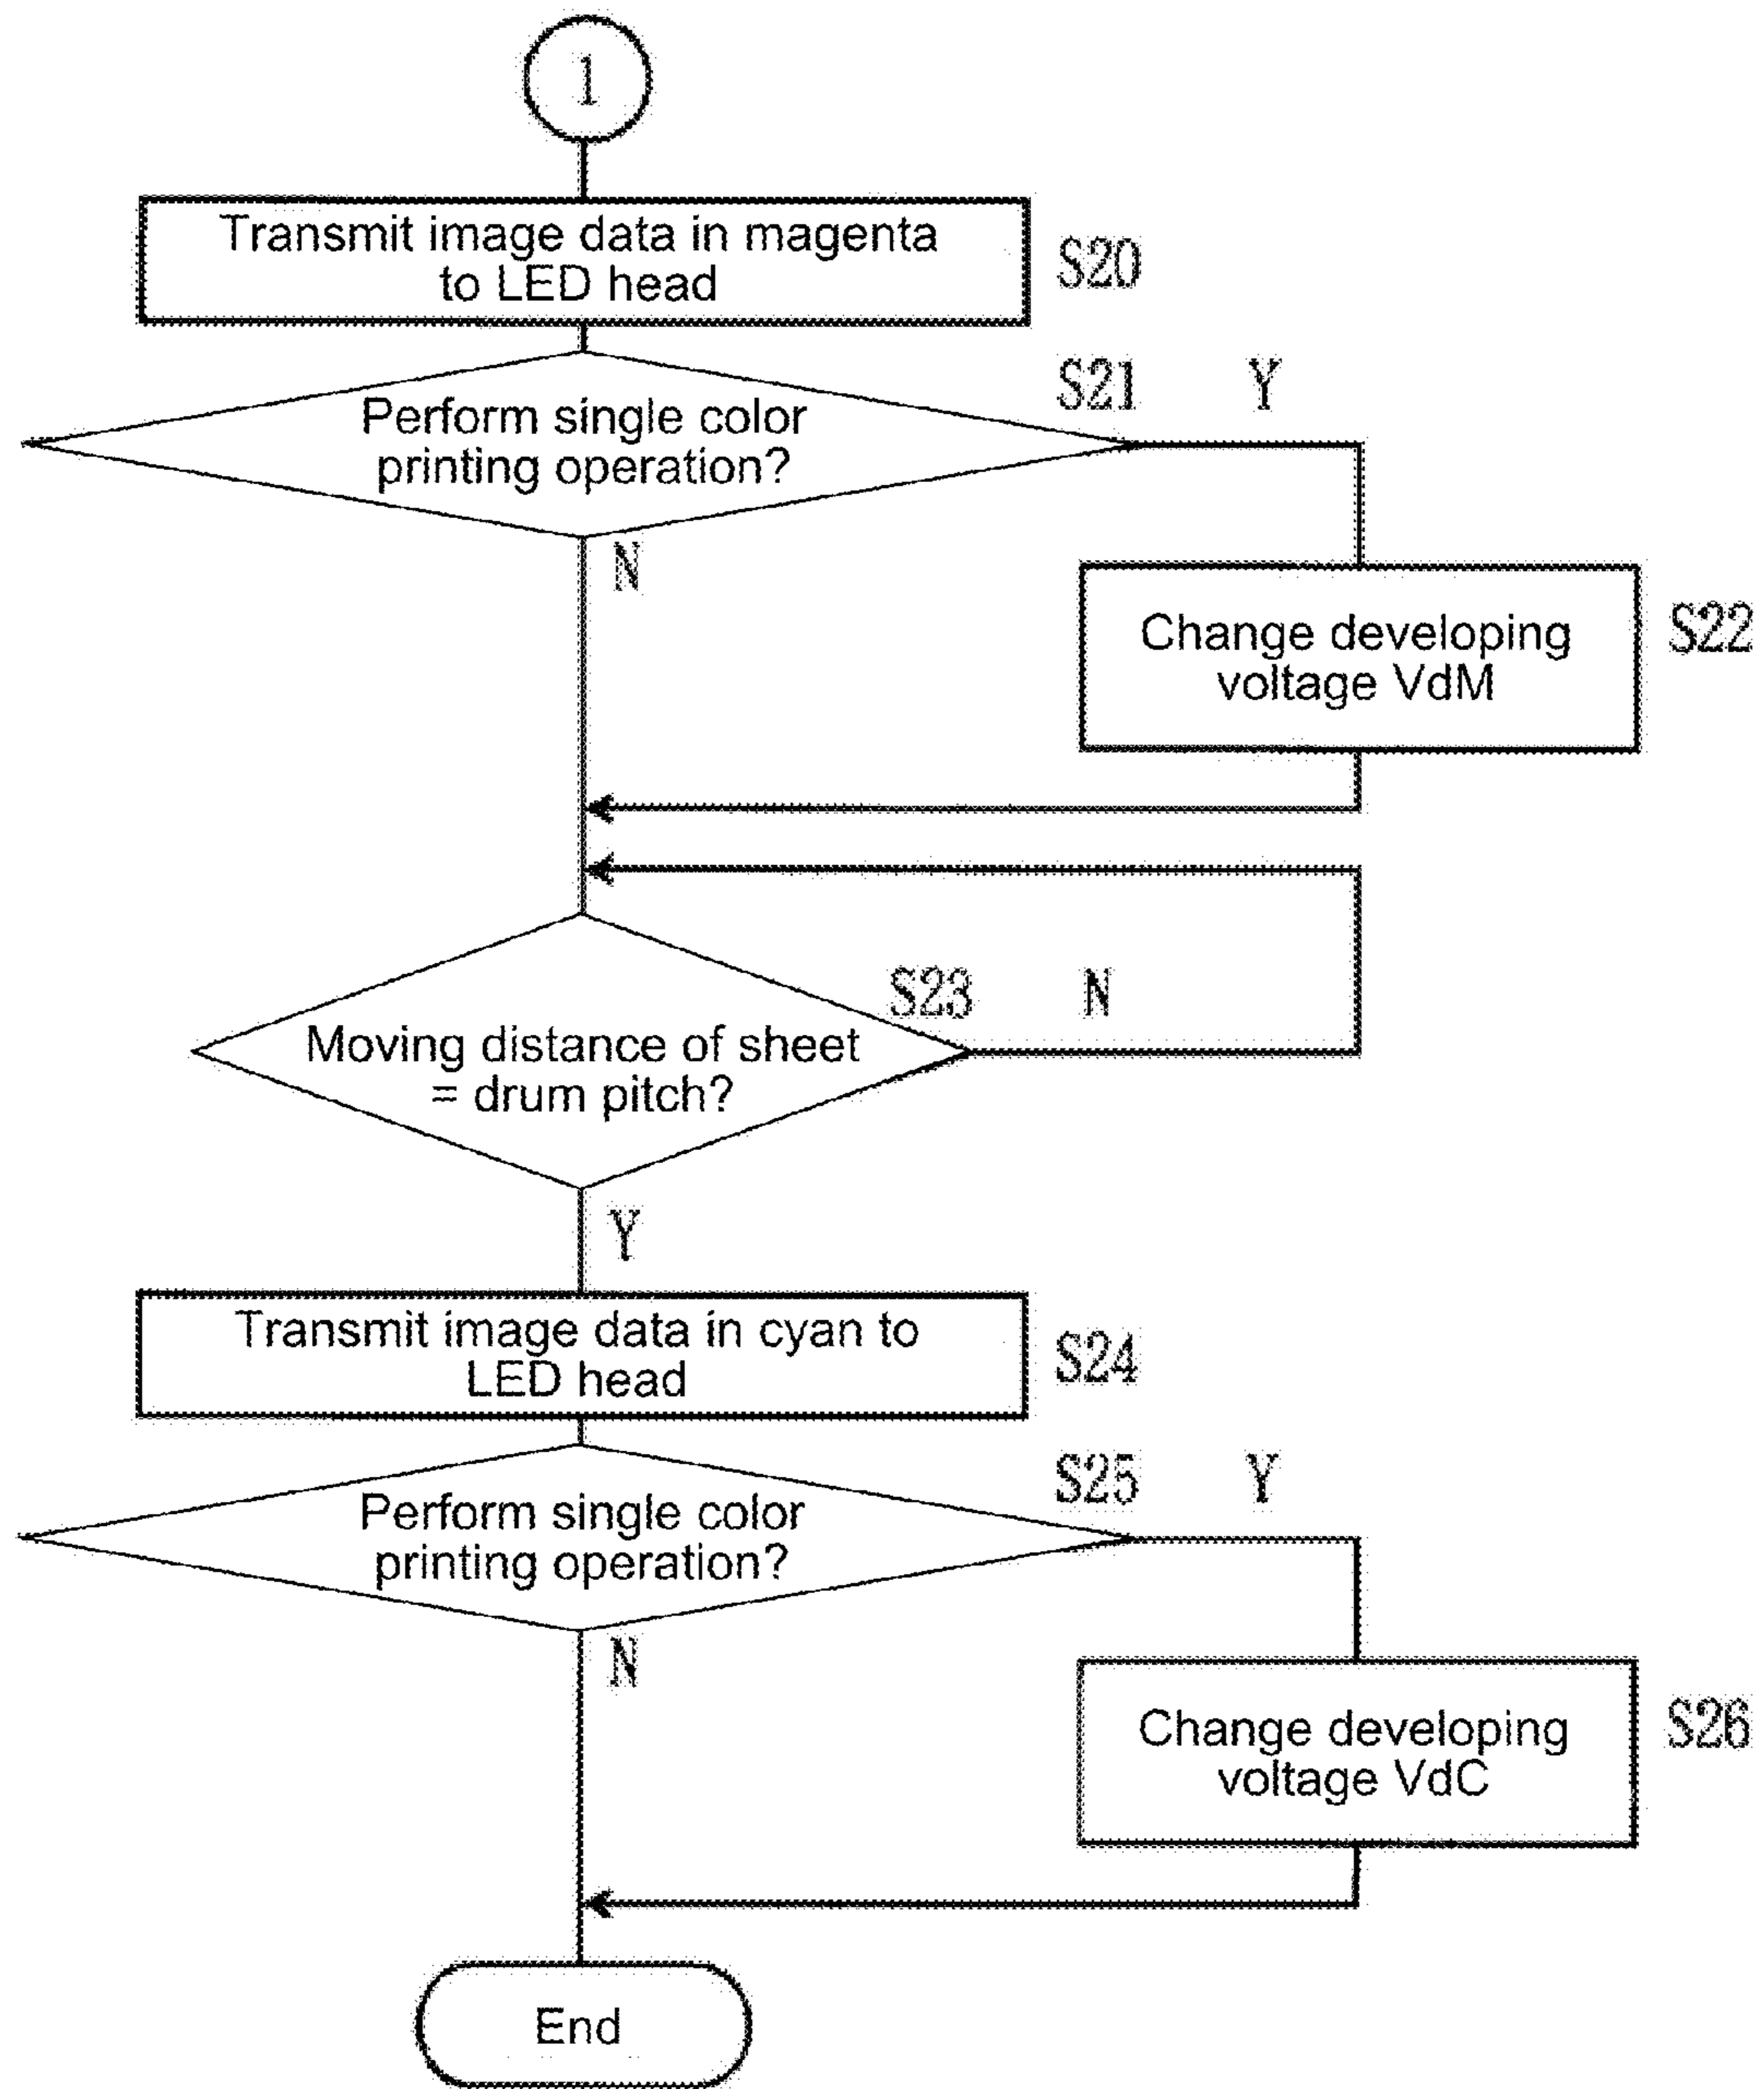 1
Transmit image data in magenta
to LED head
S20
Perform single color
printing operation?
S21
Y
N
Change developing
voltage VdM
S22
Moving distance of sheet
= drum pitch?
S23
N
Y
Transmit image data in cyan to
LED head
S24
Perform single color
printing operation?
S25
Y
N
Change developing
voltage VdC
S26
End